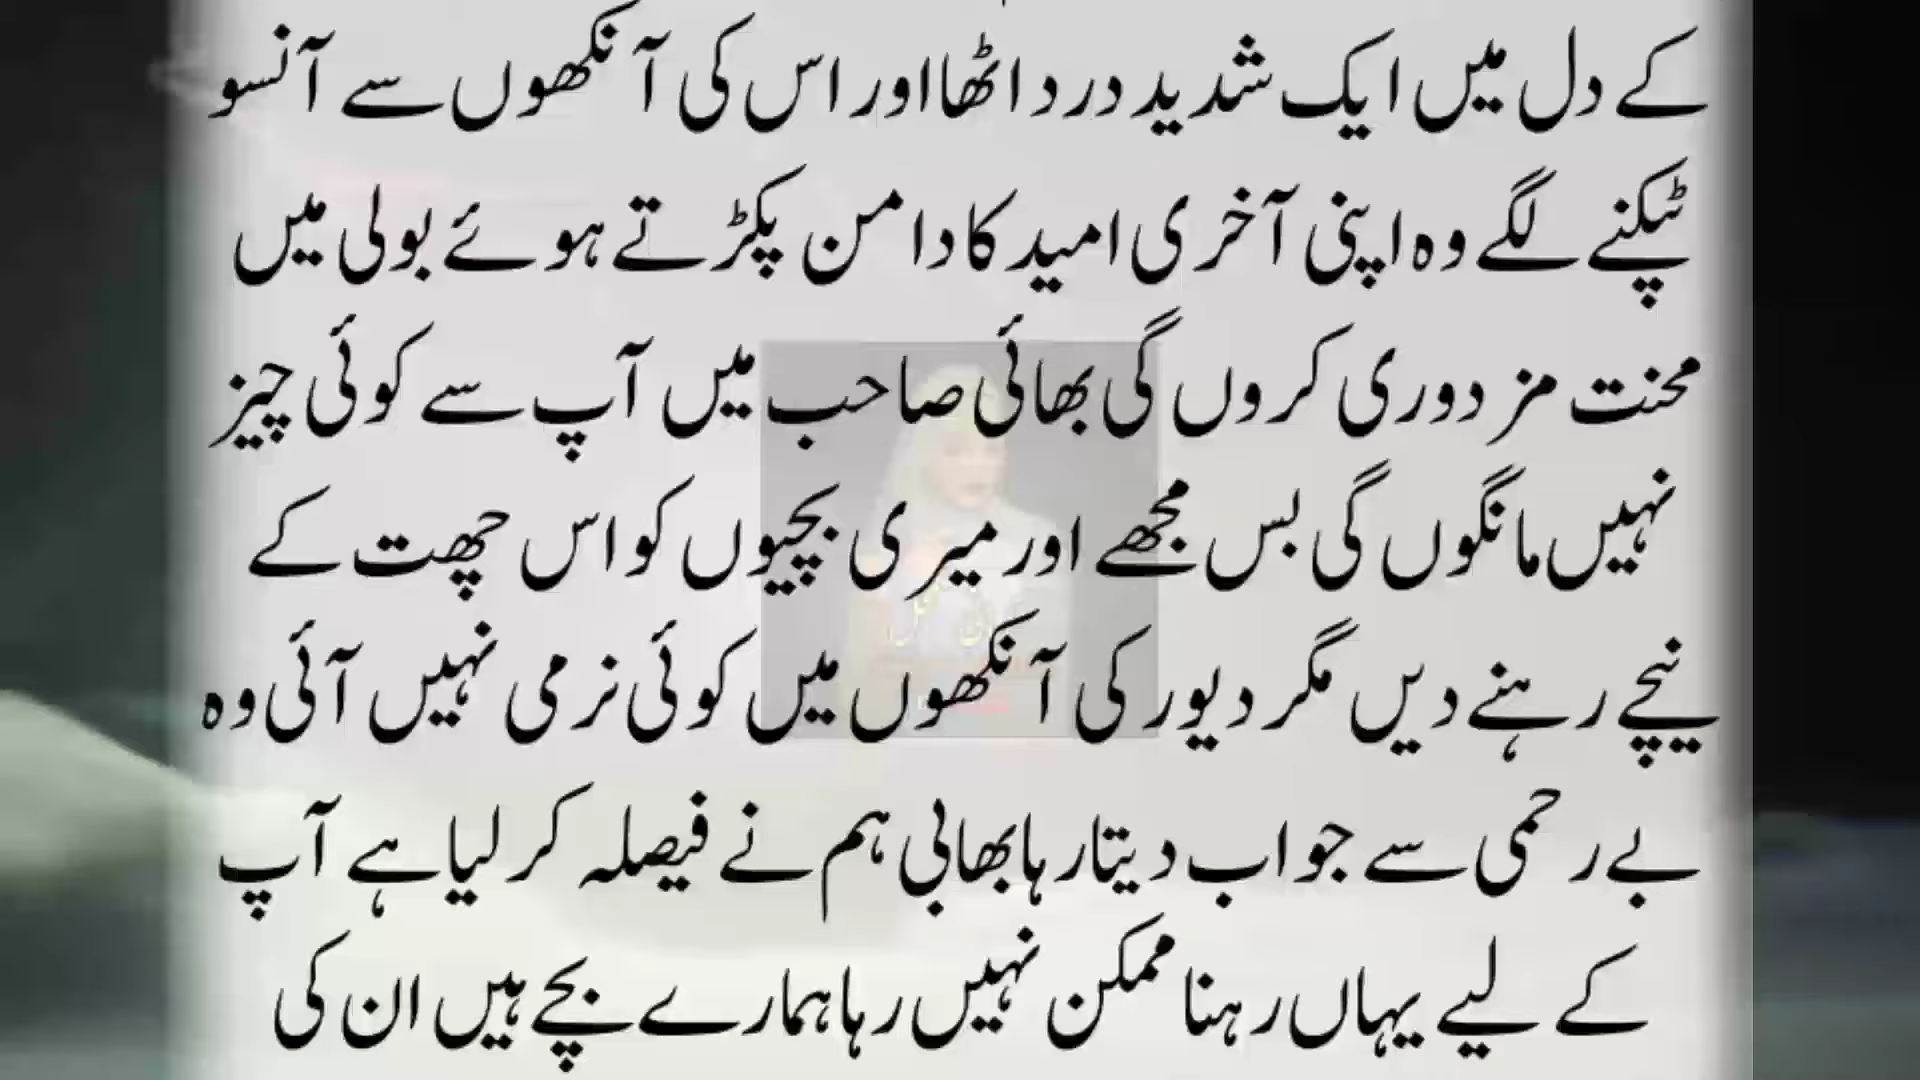 کے دل میں ایک شدید درد اٹھا اور اس کی آنکھوں سے آنسو
ٹپکنے لگے وہ اپنی آخری امید کا دامن پکڑتے ہوئے بولی میں
محنت مزدوری کروں گی بھائی صاحب میں آپ سے کوئی چیز
نہیں مانگوں گی بس مجھے اور میری بچیوں کو اس چھت کے
نیچے رہنے دیں مگر دیور کی آنکھوں میں کوئی نرمی نہیں آئی وہ
بے رحمی سے جواب دیتا رہا بھابی ہم نے فیصلہ کر لیا ہے آپ
کے لیے یہاں رہنا ممکن نہیں رہا ہمارے بچے ہیں ان کی